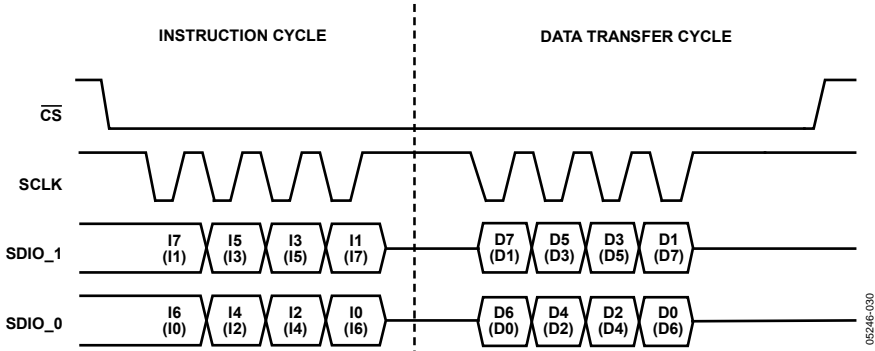 INSTRUCTION CYCLE DATA TRANSFER CYCLE
CS
SCLK
SDIO_1 I7 I5 I3 I1 D7 D5 D3 D1
(I1) (I3) (I5) (I7) (D1) (D3) (D5) (D7)
SDIO_0 I6 I4 I2 I0 D6 D4 D2 D0
(I0) (I2) (I4) (I6) (D0) (D2) (D4) (D6)
05246-030